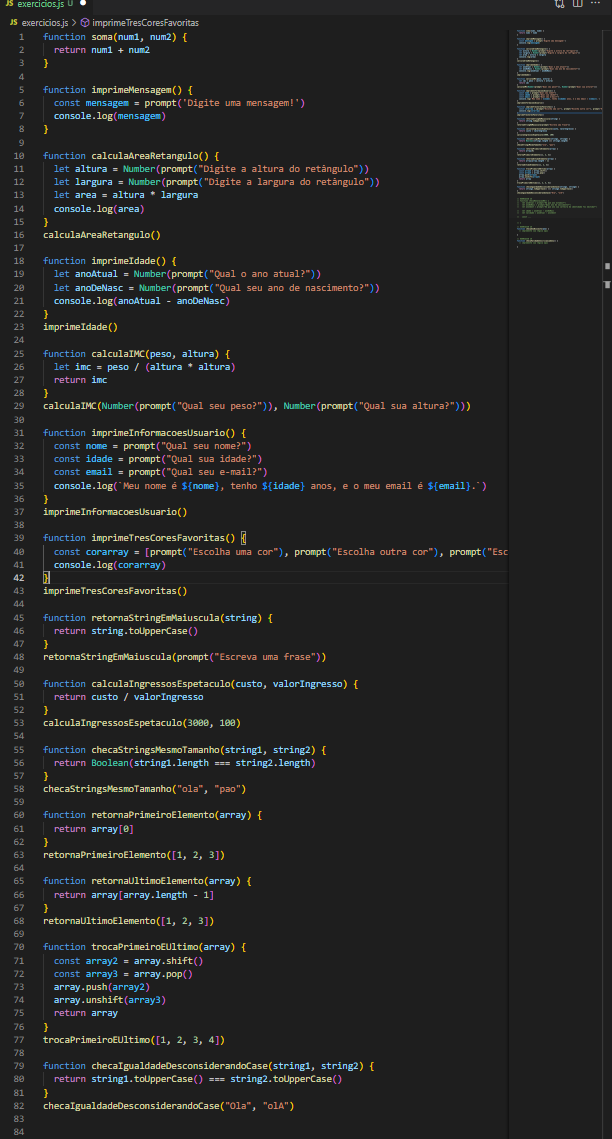 JS exercicios.js U
JS exercicios.js > imprimeTresCoresFavoritas
1 function soma(num1, num2) {
2 return num1 + num2
3 }
4
5 function imprimeMensagem() {
6 const mensagem = prompt('Digite uma mensagem!')
7 console.log(mensagem)
8 }
9
10 function calculaAreaRetangulo() {
11 let altura = Number(prompt("Digite a altura do retângulo"))
12 let largura = Number(prompt("Digite a largura do retângulo"))
13 let area = altura * largura
14 console.log(area)
15 }
16 calculaAreaRetangulo()
17
18 function imprimeIdade() {
19 let anoAtual = Number(prompt("Qual o ano atual?"))
20 let anoDeNasc = Number(prompt("Qual seu ano de nascimento?"))
21 console.log(anoAtual - anoDeNasc)
22 }
23 imprimeIdade()
24
25 function calculaIMC(peso, altura) {
26 let imc = peso / (altura * altura)
27 return imc
28 }
29 calculaIMC(Number(prompt("Qual seu peso?")), Number(prompt("Qual sua altura?")))
30
31 function imprimeInformacoesUsuario() {
32 const nome = prompt("Qual seu nome?")
33 const idade = prompt("Qual sua idade?")
34 const email = prompt("Qual seu e-mail?")
35 console.log(`Meu nome é ${nome}, tenho ${idade} anos, e o meu email é ${email}.`)
36 }
37 imprimeInformacoesUsuario()
38
39 function imprimeTresCoresFavoritas() {
40 const corarray = [prompt("Escolha uma cor"), prompt("Escolha outra cor"), prompt("Esc
41 console.log(corarray)
42 }
43 imprimeTresCoresFavoritas()
44
45 function retornaStringEmMaiuscula(string) {
46 return string.toUpperCase()
47 }
48 retornaStringEmMaiuscula(prompt("Escreva uma frase"))
49
50 function calculaIngressosEspetaculo(custo, valorIngresso) {
51 return custo / valorIngresso
52 }
53 calculaIngressosEspetaculo(3000, 100)
54
55 function checaStringsMesmoTamanho(string1, string2) {
56 return Boolean(string1.length === string2.length)
57 }
58 checaStringsMesmoTamanho("ola", "pao")
59
60 function retornaPrimeiroElemento(array) {
61 return array[0]
62 }
63 retornaPrimeiroElemento([1, 2, 3])
64
65 function retornaUltimoElemento(array) {
66 return array[array.length - 1]
67 }
68 retornaUltimoElemento([1, 2, 3])
69
70 function trocaPrimeiroEUltimo(array) {
71 const array2 = array.shift()
72 const array3 = array.pop()
73 array.push(array2)
74 array.unshift(array3)
75 return array
76 }
77 trocaPrimeiroEUltimo([1, 2, 3, 4])
78
79 function checaIgualdadeDesconsiderandoCase(string1, string2) {
80 return string1.toUpperCase() === string2.toUpperCase()
81 }
82 checaIgualdadeDesconsiderandoCase("Ola", "olA")
83
84